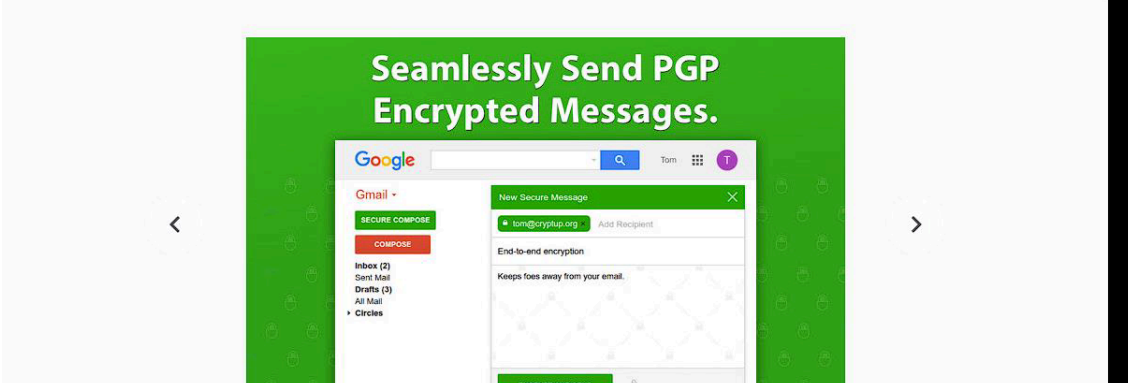 Seamlessly Send PGP
Encrypted Messages.
Google
Tom
T
Gmail
New Secure Message
SECURE COMPOSE
tom@cryptup.org × Add Recipient
COMPOSE
End-to-end encryption
Inbox (2)
Keeps foes away from your email.
Sent Mail
Drafts (3)
All Mail
Circles